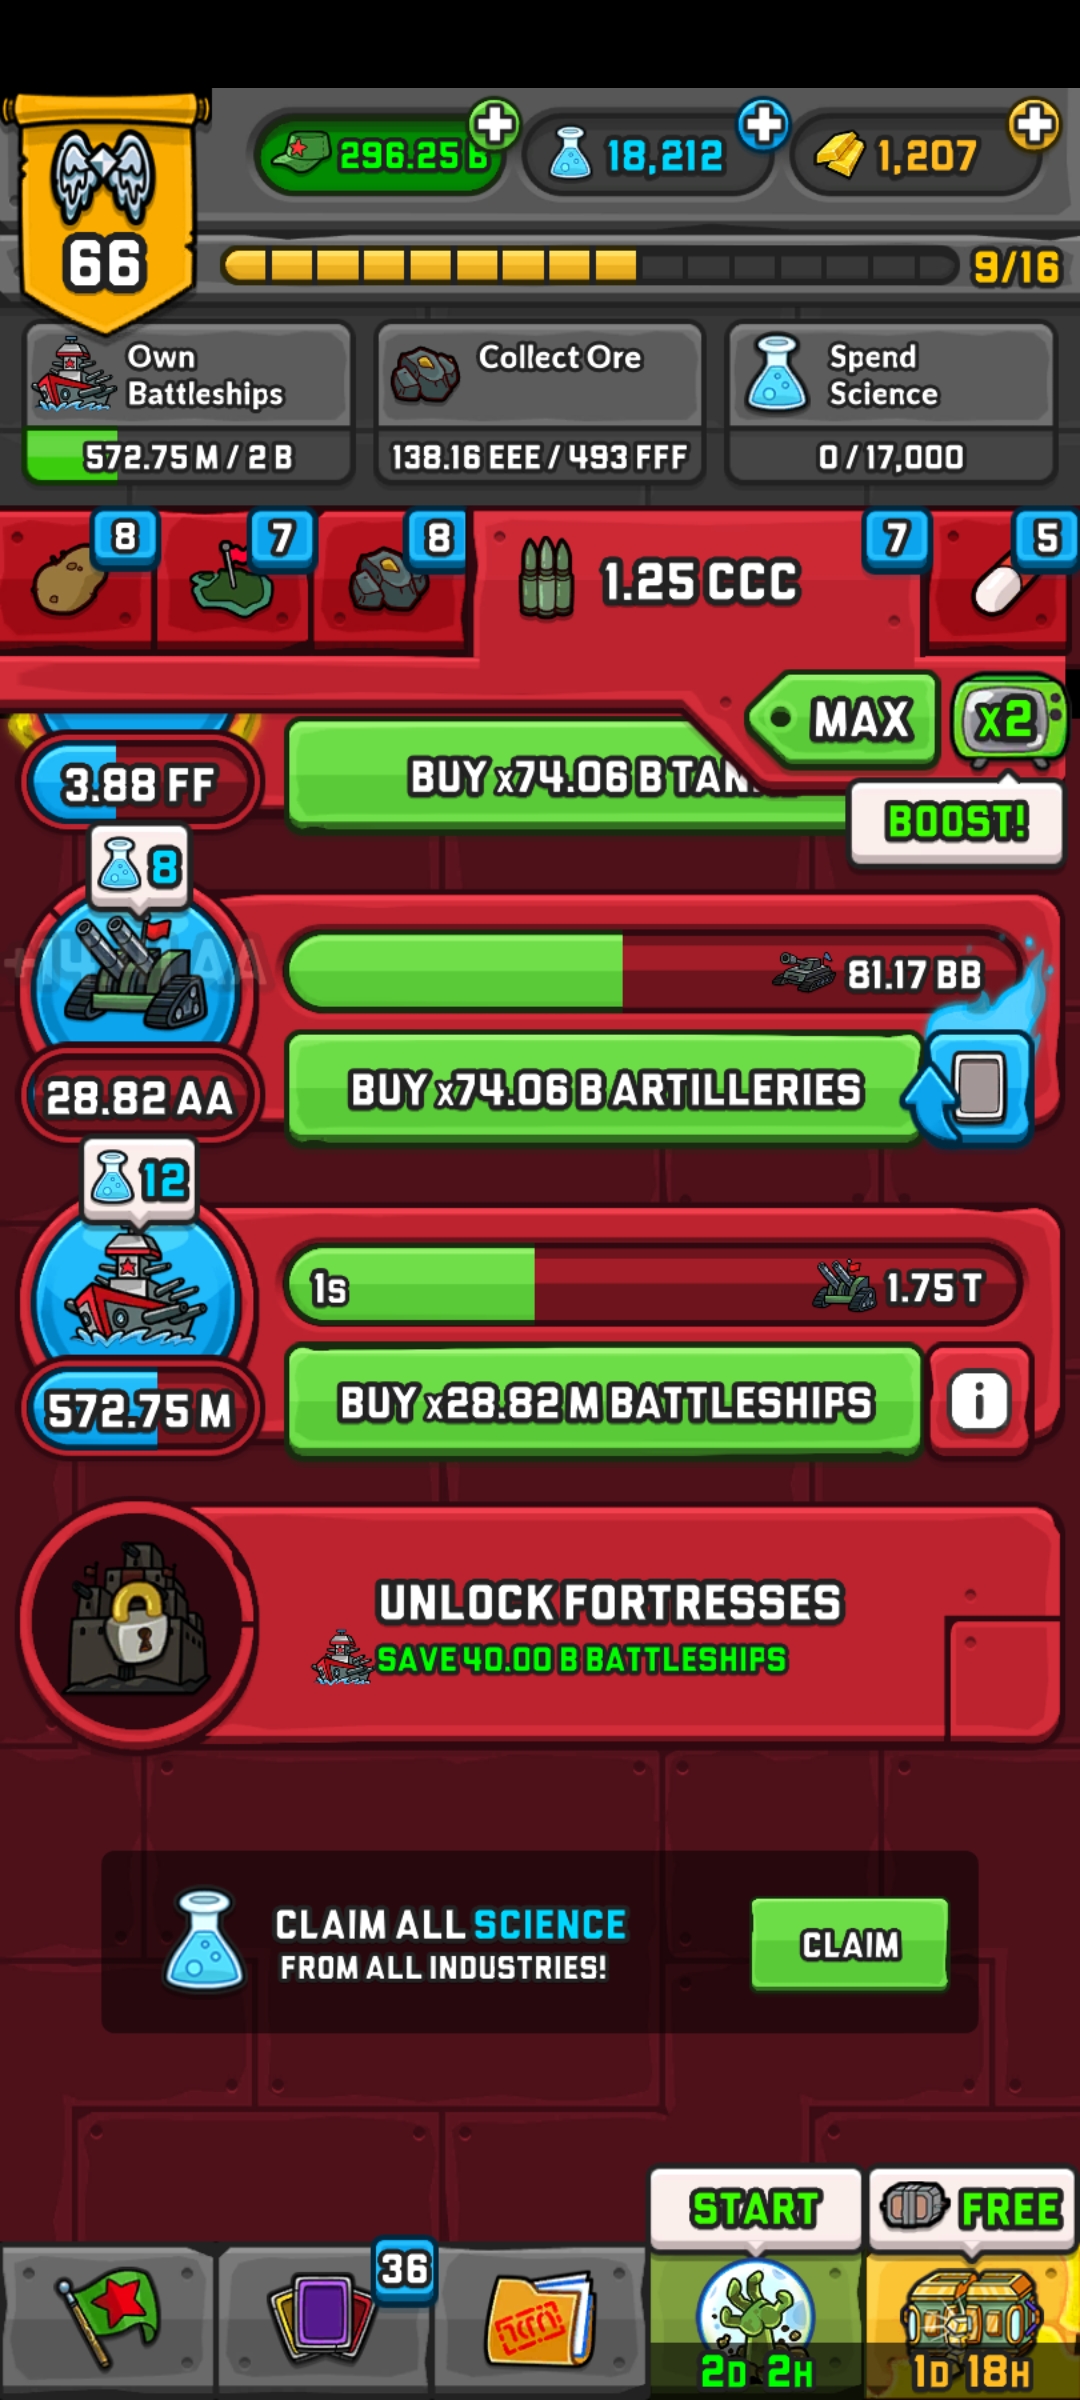 296.25 B
18,212
1,207
66
9/16
Own
Battleships
572.75 M / 2 B
Collect Ore
138.16 EEE / 493 FFF
Spend
Science
0 / 17,000
8
7
8
1.25 CCC
7
5
MAX
x2
BOOST!
3.88 FF
BUY x74.06 B TAN
8
81.17 BB
28.82 AA
BUY x74.06 B ARTILLERIES
12
1s
1.75 T
572.75 M
BUY x28.82 M BATTLESHIPS
i
UNLOCK FORTRESSES
SAVE 40.00 B BATTLESHIPS
CLAIM ALL SCIENCE
FROM ALL INDUSTRIES!
CLAIM
START
FREE
36
2D 2H
1D 18H